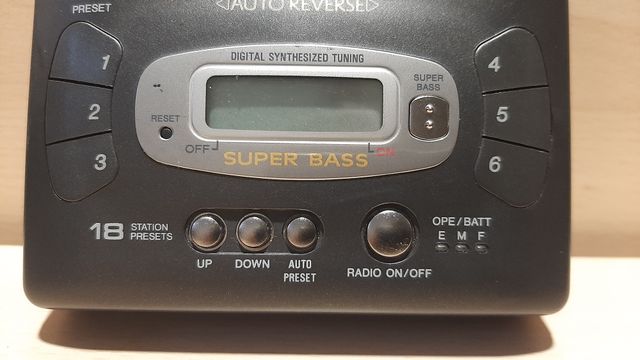 PRESET
◁AUTO REVERSE▷
DIGITAL SYNTHESIZED TUNING
1
2
3
SUPER
BASS
RESET
OFF
SUPER BASS
4
5
6
18 STATION
PRESETS
UP
DOWN
AUTO
PRESET
RADIO ON/OFF
OPE/BATT
E M F